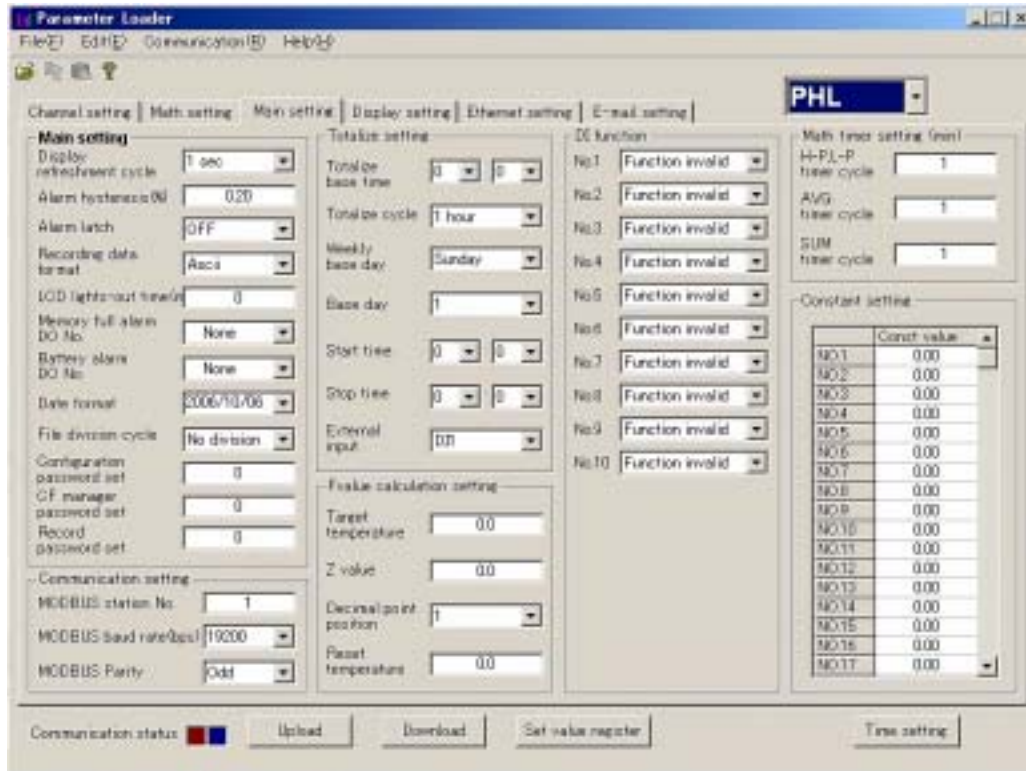 Parameter Loader
File(F) Edit(E) Communication(R) Help(H)
PHL
Channel setting Math setting Main setting Display setting Ethernet setting E-mail setting
Main setting
Display refreshment cycle 1 sec
Alarm hysteresis(%) 0.20
Alarm latch OFF
Recording data format Ascii
LCD lights-out time(m) 0
Memory full alarm DO No. None
Battery alarm DO No. None
Date format 2006/10/06
File division cycle No division
Configuration password set 0
CF manager password set 0
Record password set 0
Communication setting
MODBUS station No. 1
MODBUS baud rate(bps) 19200
MODBUS Parity Odd
Totalize setting
Totalize base time 0 : 0
Totalize cycle 1 hour
Weekly base day Sunday
Base day 1
Start time 0 : 0
Stop time 0 : 0
External input DI1
F value calculation setting
Target temperature 0.0
Z value 0.0
Decimal point position 1
Reset temperature 0.0
DI function
No.1 Function invalid
No.2 Function invalid
No.3 Function invalid
No.4 Function invalid
No.5 Function invalid
No.6 Function invalid
No.7 Function invalid
No.8 Function invalid
No.9 Function invalid
No.10 Function invalid
Math timer setting (min)
H-P,L-P timer cycle 1
AVG timer cycle 1
SUM timer cycle 1
Constant setting
Const value
NO.1 0.00
NO.2 0.00
NO.3 0.00
NO.4 0.00
NO.5 0.00
NO.6 0.00
NO.7 0.00
NO.8 0.00
NO.9 0.00
NO.10 0.00
NO.11 0.00
NO.12 0.00
NO.13 0.00
NO.14 0.00
NO.15 0.00
NO.16 0.00
NO.17 0.00
Communication status Upload Download Set value register Time setting